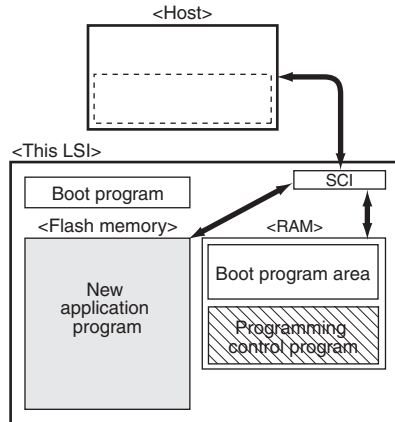 <Host>
<This LSI>
SCI
Boot program
<Flash memory>
<RAM>
New
application
program
Boot program area
Programming
control program